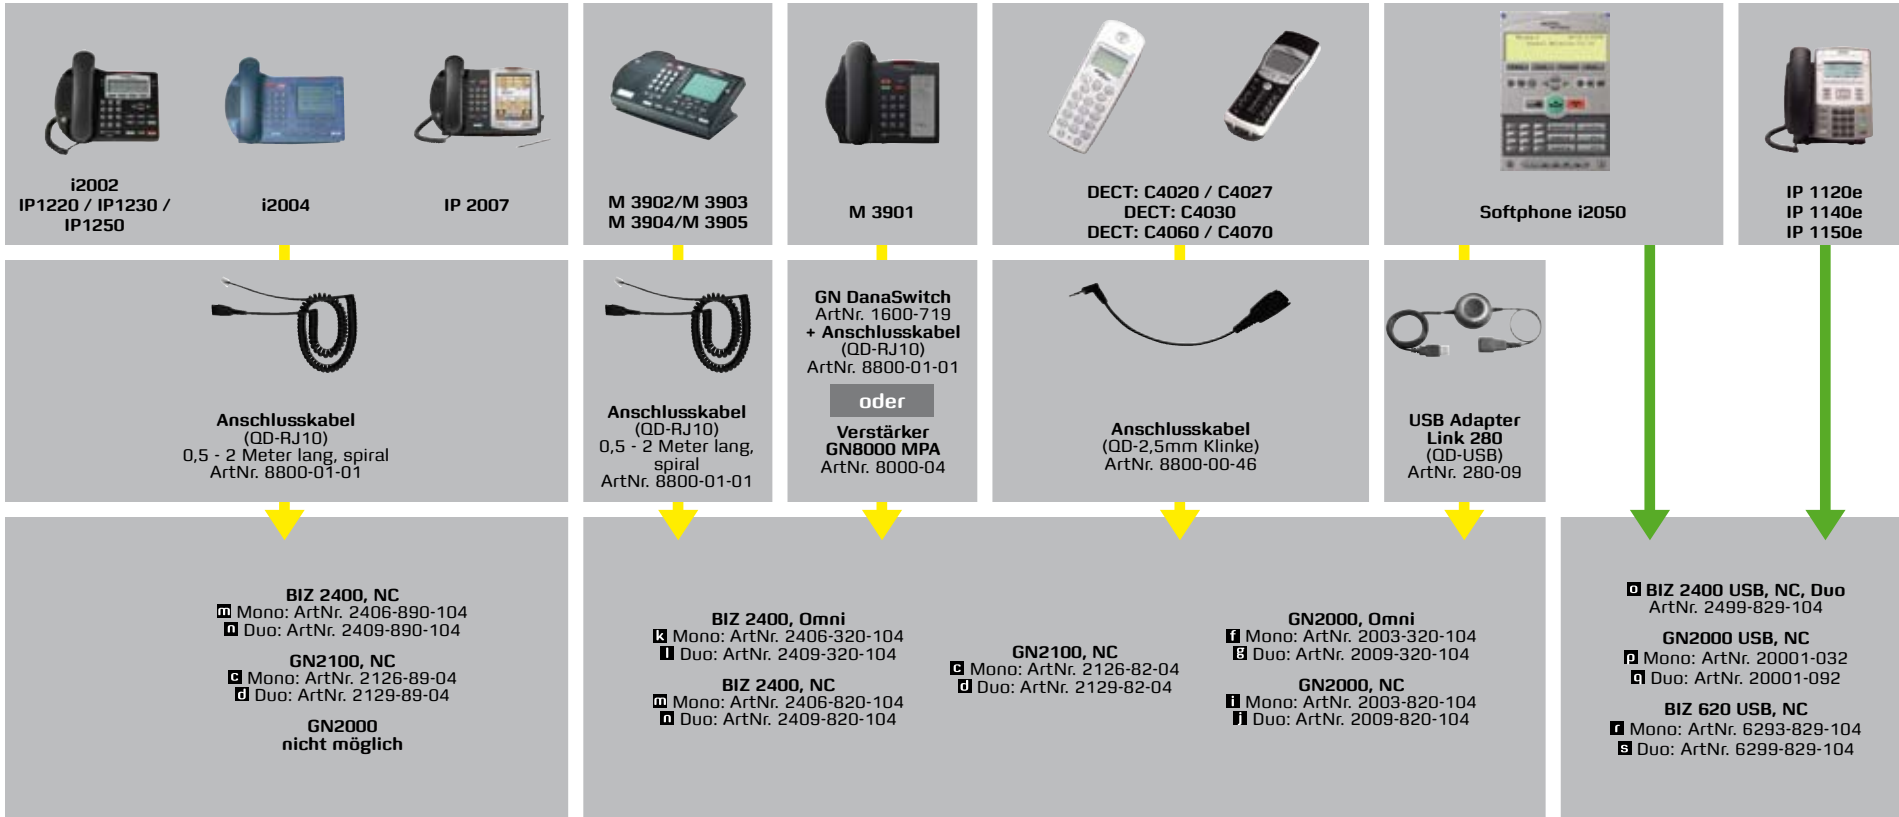 i2002
IP1220 / IP1230 /
IP1250
i2004
IP 2007
M 3902/M 3903
M 3904/M 3905
M 3901
DECT: C4020 / C4027
DECT: C4030
DECT: C4060 / C4070
Softphone i2050
IP 1120e
IP 1140e
IP 1150e
Anschlusskabel
(QD-RJ10)
0,5 - 2 Meter lang, spiral
ArtNr. 8800-01-01
Anschlusskabel
(QD-RJ10)
0,5 - 2 Meter lang,
spiral
ArtNr. 8800-01-01
GN DanaSwitch
ArtNr. 1600-719
+ Anschlusskabel
(QD-RJ10)
ArtNr. 8800-01-01
oder
Verstärker
GN8000 MPA
ArtNr. 8000-04
Anschlusskabel
(QD-2,5mm Klinke)
ArtNr. 8800-00-46
USB Adapter
Link 280
(QD-USB)
ArtNr. 280-09
BIZ 2400, NC
m Mono: ArtNr. 2406-890-104
n Duo: ArtNr. 2409-890-104
GN2100, NC
c Mono: ArtNr. 2126-89-04
d Duo: ArtNr. 2129-89-04
GN2000
nicht möglich
BIZ 2400, Omni
k Mono: ArtNr. 2406-320-104
l Duo: ArtNr. 2409-320-104
BIZ 2400, NC
m Mono: ArtNr. 2406-820-104
n Duo: ArtNr. 2409-820-104
GN2100, NC
c Mono: ArtNr. 2126-82-04
d Duo: ArtNr. 2129-82-04
GN2000, Omni
f Mono: ArtNr. 2003-320-104
g Duo: ArtNr. 2009-320-104
GN2000, NC
i Mono: ArtNr. 2003-820-104
j Duo: ArtNr. 2009-820-104
o BIZ 2400 USB, NC, Duo
ArtNr. 2499-829-104
GN2000 USB, NC
p Mono: ArtNr. 20001-032
q Duo: ArtNr. 20001-092
BIZ 620 USB, NC
r Mono: ArtNr. 6293-829-104
s Duo: ArtNr. 6299-829-104